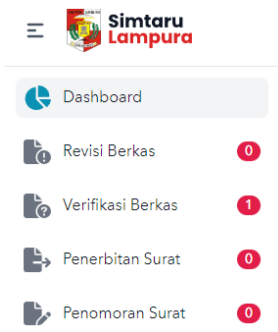 Simtaru
Lampura
Dashboard
Revisi Berkas 0
Verifikasi Berkas 1
Penerbitan Surat 0
Penomoran Surat 0